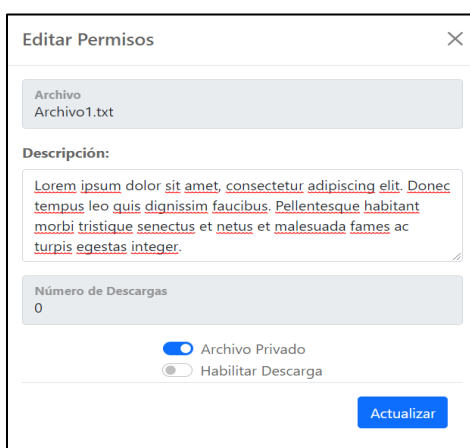 Editar Permisos
Archivo
Archivo1.txt
Descripción:
Lorem ipsum dolor sit amet, consectetur adipiscing elit. Donec
tempus leo quis dignissim faucibus. Pellentesque habitant
morbi tristique senectus et netus et malesuada fames ac
turpis egestas integer.
Número de Descargas
0
Archivo Privado
Habilitar Descarga
Actualizar